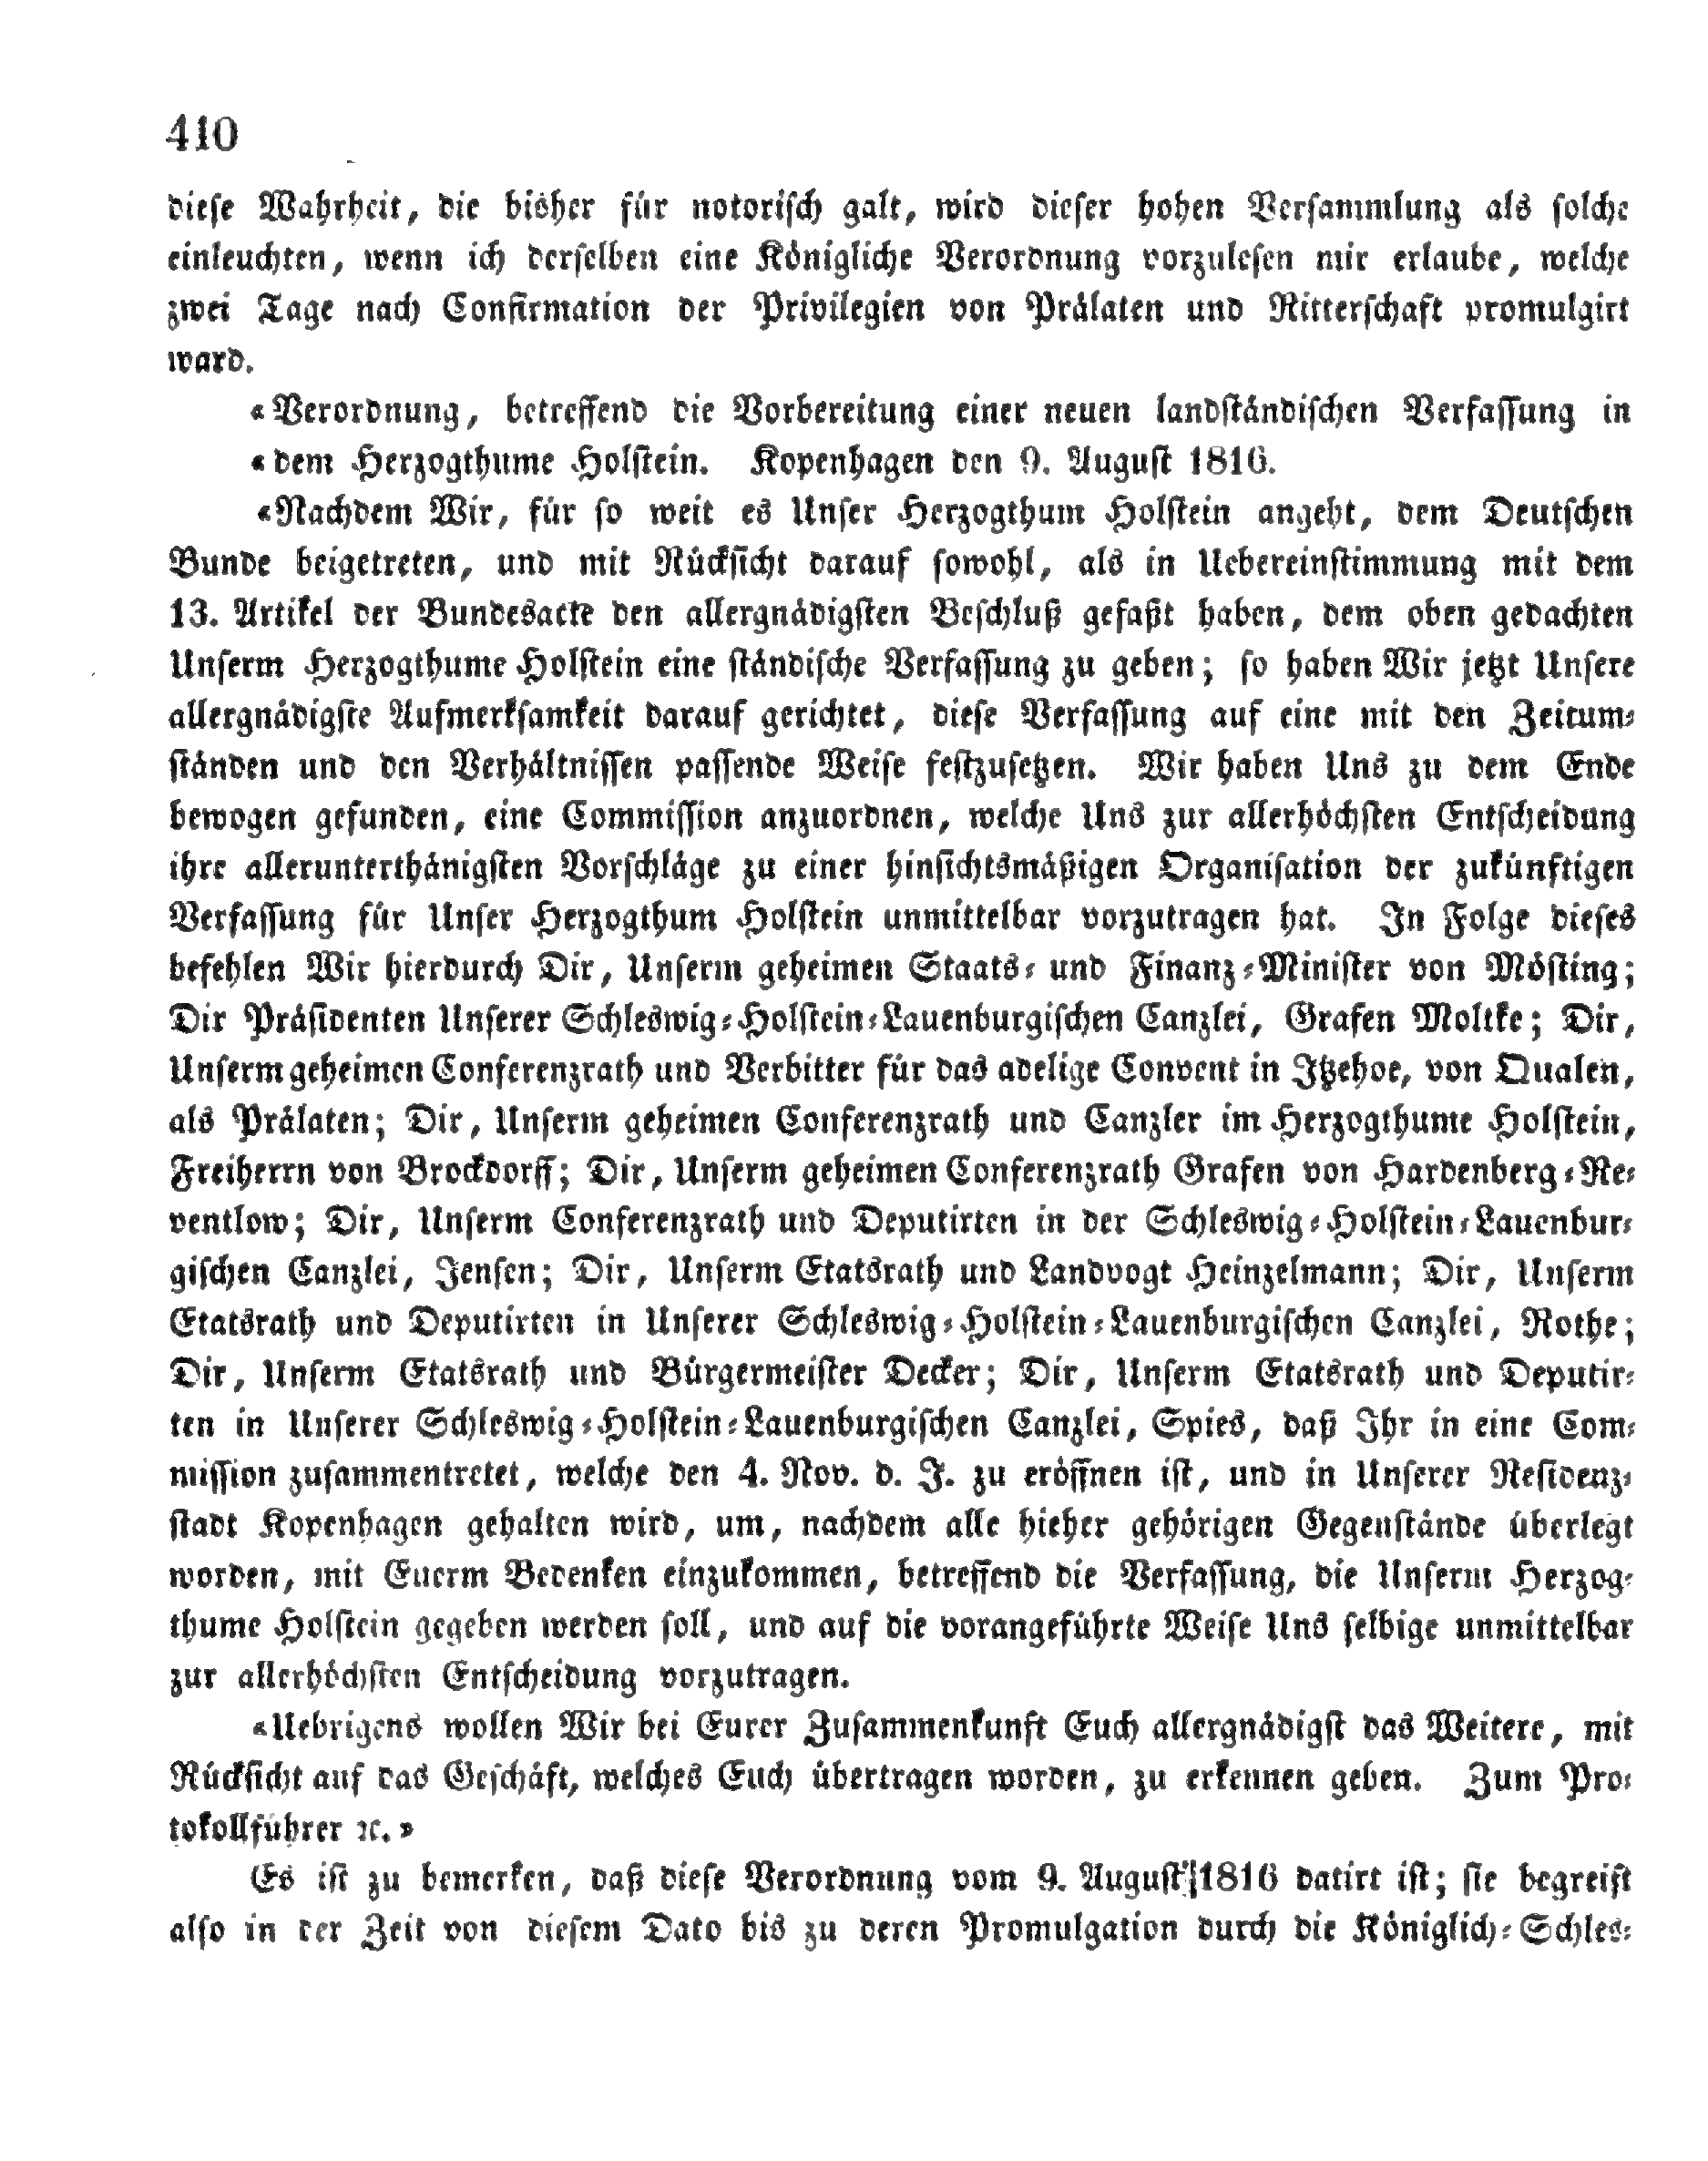 410
dieſe Wahrheit, die bisher für notoriſch galt, wird dieſer hohen Verſammlung als ſolche
einleuchten, wenn ich derſelben eine Königliche Verordnung vorzuleſen mir erlaube, welche
zwei Tage nach Confirmation der Privilegien von Prälaten und Ritterſchaft promulgirt
ward.
«Verordnung, betreffend die Vorbereitung einer neuen landſtändiſchen Verfaſſung in
«dem Herzogthume Holſtein. Kopenhagen den 9. Auguſt 1816.
«Nachdem Wir, für ſo weit es Unſer Herzogthum Holſtein angeht, dem Deutſchen
Bunde beigetreten, und mit Rückſicht darauf ſowohl, als in Uebereinſtimmung mit dem
13. Artikel der Bundesacte den allergnädigſten Beſchluß gefaßt haben, dem oben gedachten
Unſerm Herzogthume Holſtein eine ſtändiſche Verfaſſung zu geben; ſo haben Wir jetzt Unſere
allergnädigſte Aufmerkſamkeit darauf gerichtet, dieſe Verfaſſung auf eine mit den Zeitum⸗
ſtänden und den Verhältniſſen paſſende Weiſe feſtzuſetzen. Wir haben Uns zu dem Ende
bewogen gefunden, eine Commiſſion anzuordnen, welche Uns zur allerhöchſten Entſcheidung
ihre allerunterthänigſten Vorſchläge zu einer hinſichtsmäßigen Organiſation der zukünftigen
Verfaſſung für Unſer Herzogthum Holſtein unmittelbar vorzutragen hat. In Folge dieſes
befehlen Wir hierdurch Dir, Unſerm geheimen Staats⸗ und Finanz⸗Miniſter von Möſting;
Dir Präſidenten Unſerer Schleswig⸗Holſtein⸗Lauenburgiſchen Canzlei, Grafen Moltke; Dir,
Unſerm geheimen Conferenzrath und Verbitter für das adelige Convent in Itzehoe, von Qualen,
als Prälaten; Dir, Unſerm geheimen Conferenzrath und Canzler im Herzogthume Holſtein,
Freiherrn von Brockdorff; Dir, Unſerm geheimen Conferenzrath Grafen von Hardenberg⸗Re⸗
ventlow; Dir, Unſerm Conferenzrath und Deputirten in der Schleswig⸗Holſtein⸗Lauenbur⸗
giſchen Canzlei, Jenſen; Dir, Unſerm Etatsrath und Landvogt Heinzelmann; Dir, Unſerm
Etatsrath und Deputirten in Unſerer Schleswig⸗Holſtein⸗Lauenburgiſchen Canzlei, Rothe;
Dir, Unſerm Etatsrath und Bürgermeiſter Decker; Dir, Unſerm Etatsrath und Deputir⸗
ten in Unſerer Schleswig⸗Holſtein⸗Lauenburgiſchen Canzlei, Spies, daß Ihr in eine Com⸗
miſſion zuſammentretet, welche den 4. Nov. d. J. zu eröffnen iſt, und in Unſerer Reſidenz⸗
ſtadt Kopenhagen gehalten wird, um, nachdem alle hieher gehörigen Gegenſtände überlegt
worden, mit Euerm Bedenken einzukommen, betreffend die Verfaſſung, die Unſerm Herzog⸗
thume Holſtein gegeben werden ſoll, und auf die vorangeführte Weiſe Uns ſelbige unmittelbar
zur allerhöchſten Entſcheidung vorzutragen.
«Uebrigens wollen Wir bei Eurer Zuſammenkunft Euch allergnädigſt das Weitere, mit
Rückſicht auf das Geſchäft, welches Euch übertragen worden, zu erkennen geben. Zum Pro⸗
tokollführer ꝛc.»
Es iſt zu bemerken, daß dieſe Verordnung vom 9. Auguſt 1816 datirt iſt; ſie begreift
alſo in der Zeit von dieſem Dato bis zu deren Promulgation durch die Königlich⸗Schles⸗